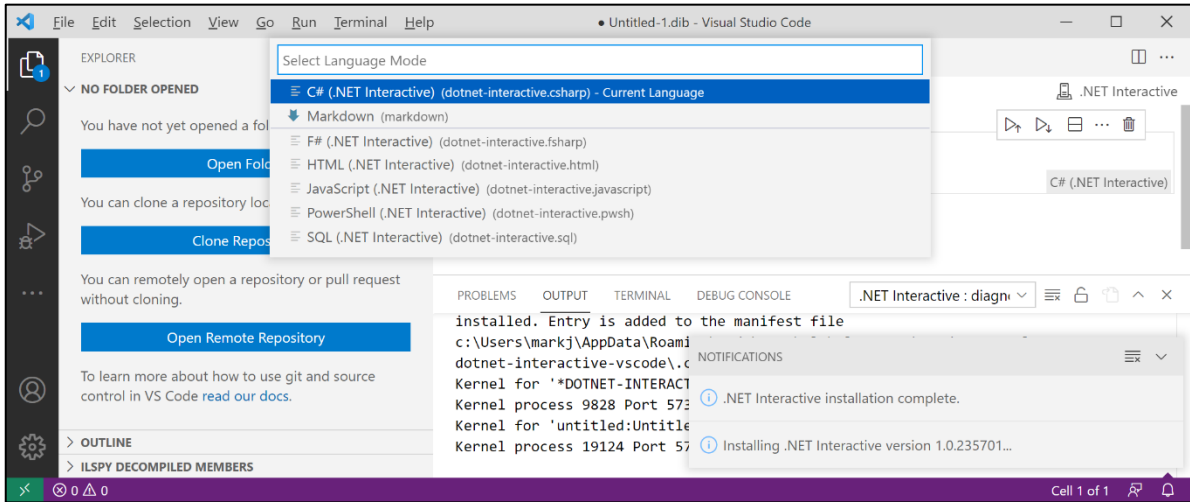 File Edit Selection View Go Run Terminal Help
● Untitled-1.dib - Visual Studio Code
EXPLORER
NO FOLDER OPENED
You have not yet opened a fol
Open Fold
You can clone a repository loc
Clone Repos
You can remotely open a repository or pull request
without cloning.
Open Remote Repository
To learn more about how to use git and source
control in VS Code read our docs.
OUTLINE
ILSPY DECOMPILED MEMBERS
1
Select Language Mode
C# (.NET Interactive) (dotnet-interactive.csharp) - Current Language
Markdown (markdown)
F# (.NET Interactive) (dotnet-interactive.fsharp)
HTML (.NET Interactive) (dotnet-interactive.html)
JavaScript (.NET Interactive) (dotnet-interactive.javascript)
PowerShell (.NET Interactive) (dotnet-interactive.pwsh)
SQL (.NET Interactive) (dotnet-interactive.sql)
.NET Interactive
C# (.NET Interactive)
PROBLEMS OUTPUT TERMINAL DEBUG CONSOLE .NET Interactive : diagn
installed. Entry is added to the manifest file
c:\Users\markj\AppData\Roami
dotnet-interactive-vscode\.c
Kernel for '*DOTNET-INTERACT
Kernel process 9828 Port 573
Kernel for 'untitled:Untitle
Kernel process 19124 Port 57
NOTIFICATIONS
.NET Interactive installation complete.
Installing .NET Interactive version 1.0.235701...
0 0
Cell 1 of 1